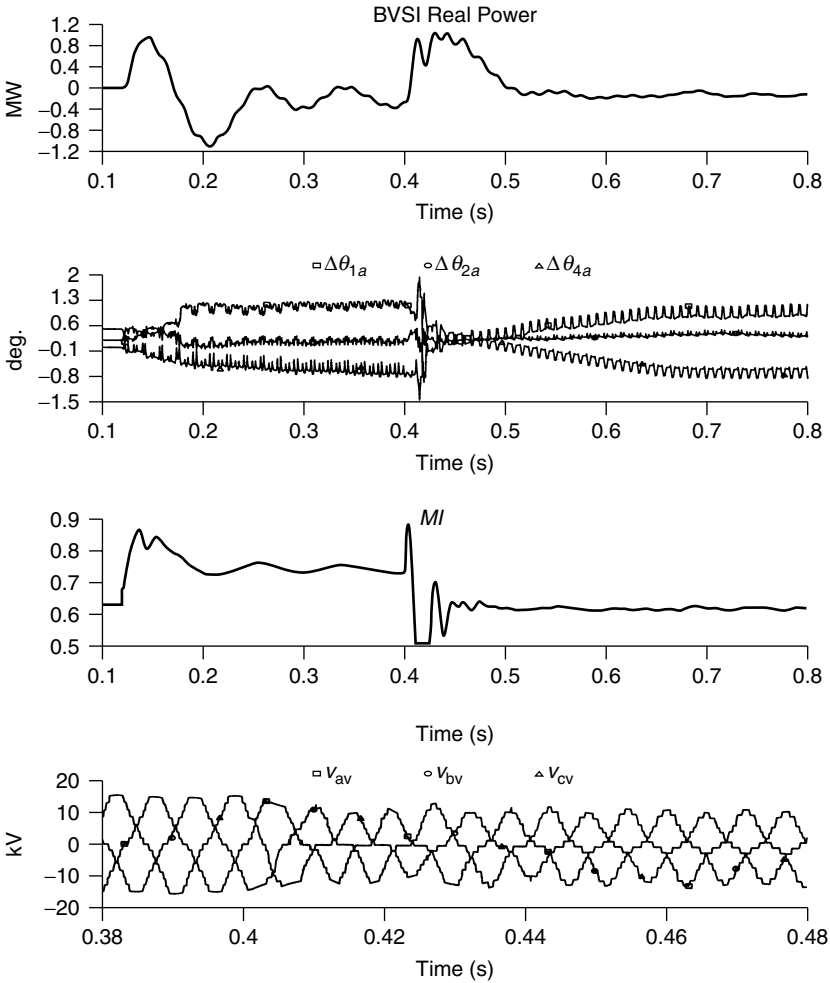 BVSI Real Power
1.2
0.8
0.4
0
−0.4
−0.8
−1.2
MW
0.1 0.2 0.3 0.4 0.5 0.6 0.7 0.8
Time (s)
Δθ1a Δθ2a Δθ4a
2
1.3
0.6
−0.1
−0.8
−1.5
deg.
0.1 0.2 0.3 0.4 0.5 0.6 0.7 0.8
Time (s)
MI
0.9
0.8
0.7
0.6
0.5
0.1 0.2 0.3 0.4 0.5 0.6 0.7 0.8
Time (s)
vav vbv vcv
20
10
0
−10
−20
kV
0.38 0.4 0.42 0.44 0.46 0.48
Time (s)